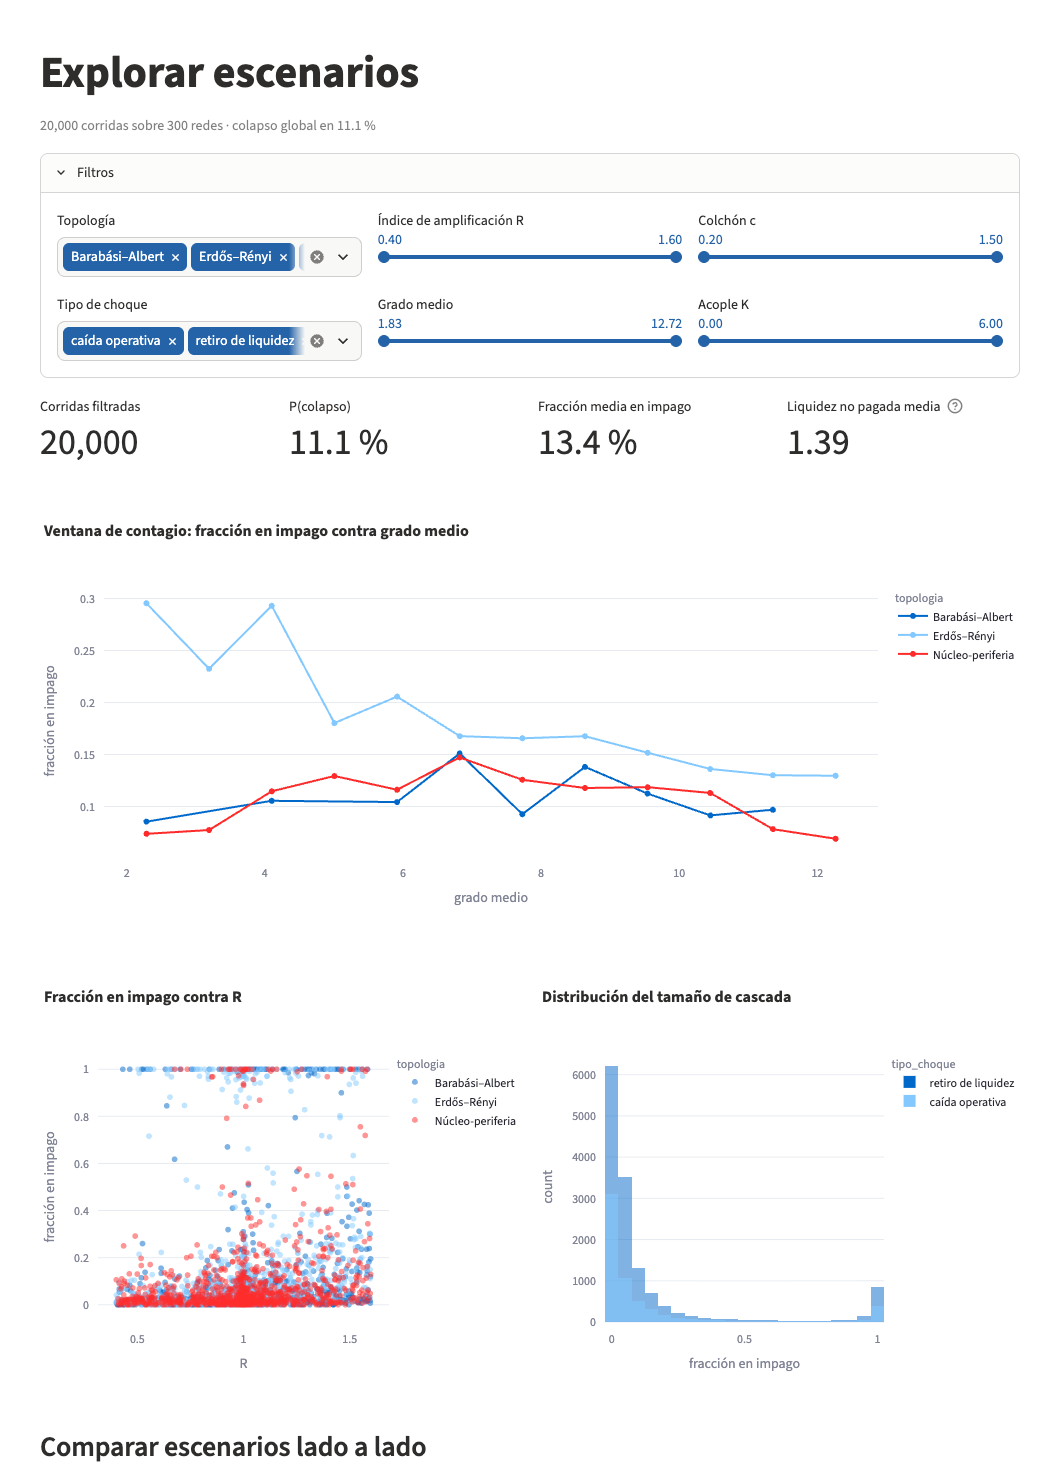 Explorar escenarios
20,000 corridas sobre 300 redes · colapso global en 11.1 %
Filtros
Topología
Índice de amplificación R
Colchón c
Barabási–Albert ×
Erdős–Rényi ×
0.40
1.60
0.20
1.50
Tipo de choque
Grado medio
Acople K
caída operativa ×
retiro de liquidez
1.83
12.72
0.00
6.00
Corridas filtradas
P(colapso)
Fracción media en impago
Liquidez no pagada media
20,000
11.1 %
13.4 %
1.39
Ventana de contagio: fracción en impago contra grado medio
fracción en impago
0.3
0.25
0.2
0.15
0.1
2
4
6
8
10
12
grado medio
topologia
Barabási–Albert
Erdős–Rényi
Núcleo-periferia
Fracción en impago contra R
fracción en impago
1
0.8
0.6
0.4
0.2
0
0.5
1
1.5
R
topologia
Barabási–Albert
Erdős–Rényi
Núcleo-periferia
Distribución del tamaño de cascada
count
6000
5000
4000
3000
2000
1000
0
0
0.5
1
fracción en impago
tipo_choque
retiro de liquidez
caída operativa
Comparar escenarios lado a lado